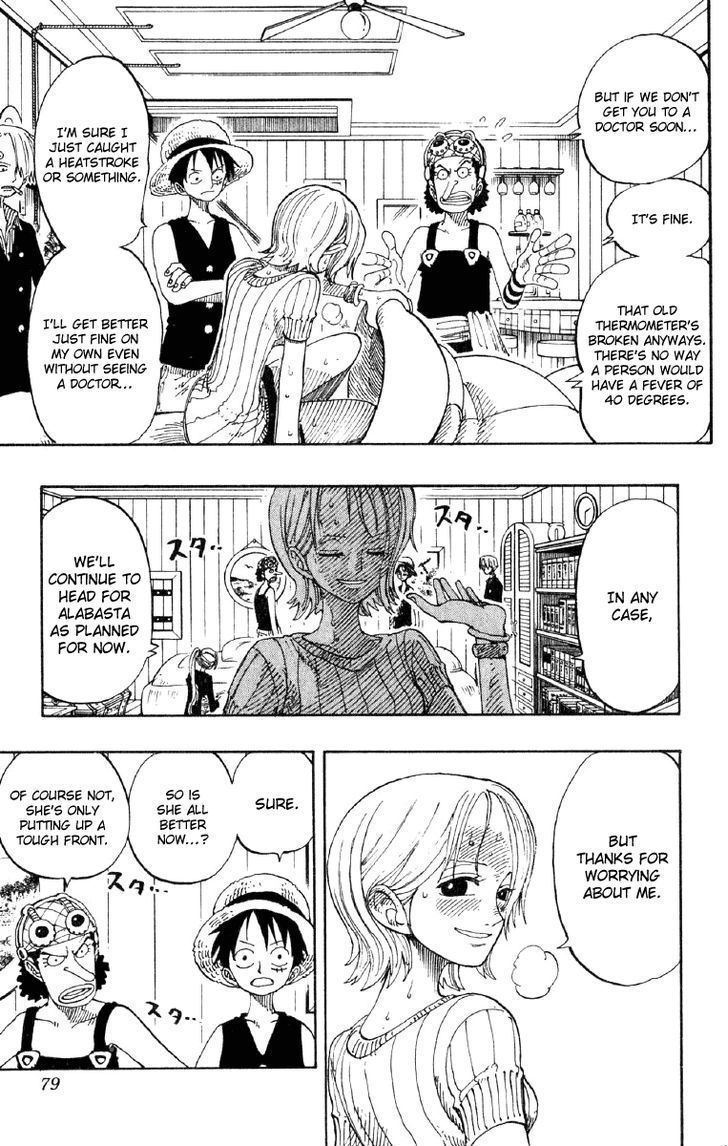 BUT IF WE DON'T
GET YOU TO A
DOCTOR SOON...
IT'S FINE.
THAT OLD
THERMOMETER'S
BROKEN ANYWAYS.
THERE'S NO WAY
A PERSON WOULD
HAVE A FEVER OF
40 DEGREES.
I'M SURE I
JUST CAUGHT
A HEATSTROKE
OR SOMETHING.
I'LL GET BETTER
JUST FINE ON
MY OWN EVEN
WITHOUT SEEING
A DOCTOR...
IN ANY
CASE,
スタ..
スタ..
WE'LL
CONTINUE TO
HEAD FOR
ALABASTA
AS PLANNED
FOR NOW.
BUT
THANKS FOR
WORRYING
ABOUT ME.
SURE.
SO IS
SHE ALL
BETTER
NOW...?
OF COURSE NOT,
SHE'S ONLY
PUTTING UP A
TOUGH FRONT.
スタ...
スタ..
79